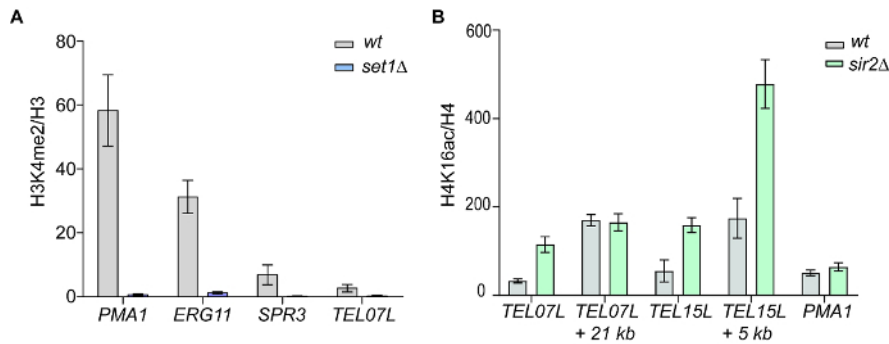 A
H3K4me2/H3
80
60
40
20
0
wt
set1Δ
PMA1
ERG11
SPR3
TEL07L
B
H4K16ac/H4
600
400
200
0
wt
sir2Δ
TEL07L
TEL07L
+ 21 kb
TEL15L
TEL15L
+ 5 kb
PMA1